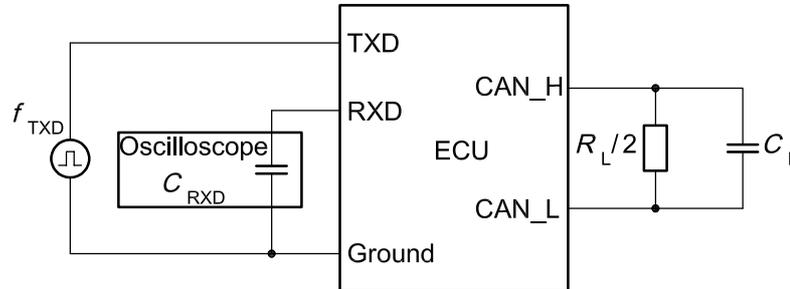 TXD
CAN_H
RXD
f TXD
Oscilloscope
ECU
R L/2
C
C RXD
CAN_L
Ground